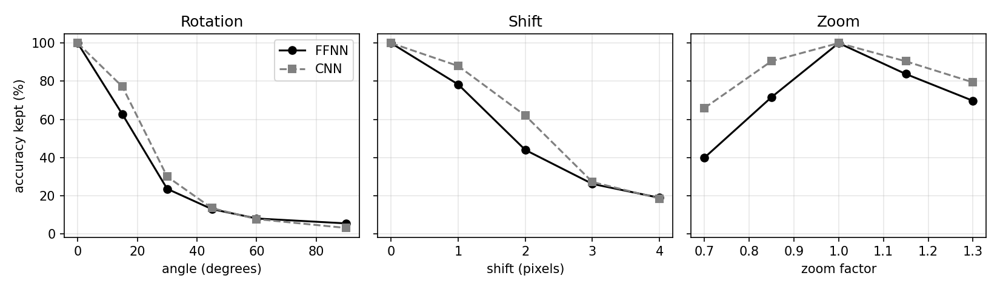 Rotation
Shift
Zoom
accuracy kept (%)
100
80
60
40
20
0
FFNN
CNN
0 20 40 60 80
angle (degrees)
0 1 2 3 4
shift (pixels)
0.7 0.8 0.9 1.0 1.1 1.2 1.3
zoom factor